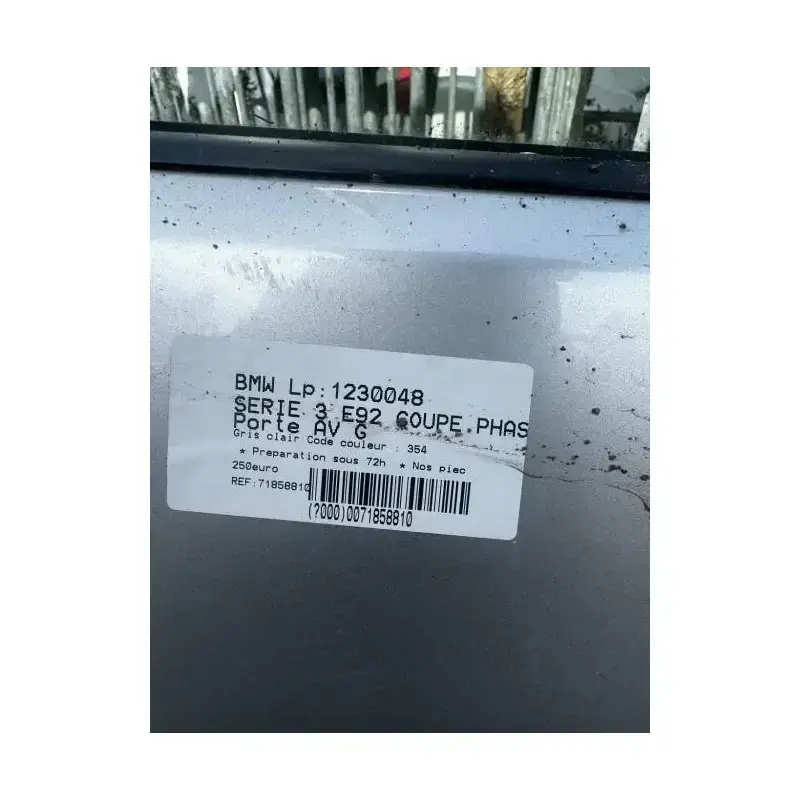 BMW Lp:1230048
SERIE 3 E92 COUPE PHAS
Porte AV G
Gris clair Code couleur : 354
* Preparation sous 72h * Nos piec
250euro
REF:71858810
(?000)0071858810